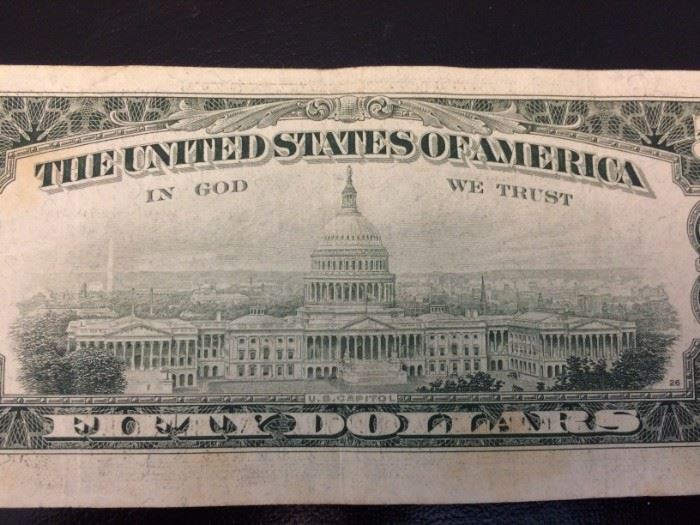 THE UNITED STATES OF AMERICA
IN GOD WE TRUST
26
U.S. CAPITOL
FIFTY DOLLARS